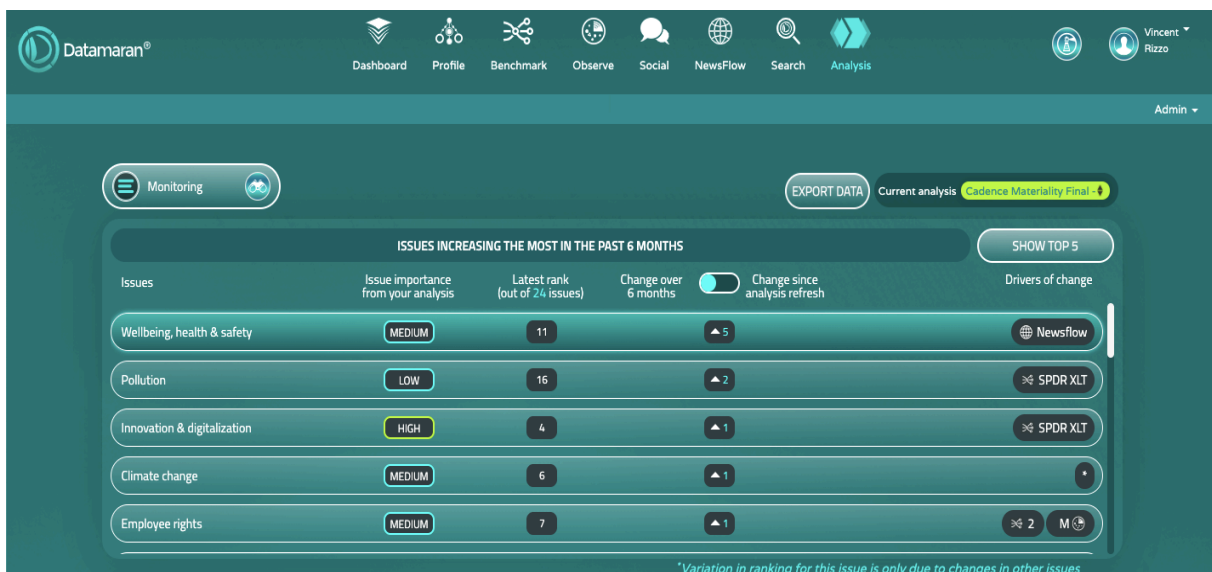 Datamaran®
Dashboard Profile Benchmark Observe Social NewsFlow Search Analysis
Vincent
Rizzo
Admin
Monitoring
EXPORT DATA
Current analysis Cadence Materiality Final -
ISSUES INCREASING THE MOST IN THE PAST 6 MONTHS
SHOW TOP 5
Issues
Issue importance
from your analysis
Latest rank
(out of 24 issues)
Change over
6 months
Change since
analysis refresh
Drivers of change
Wellbeing, health & safety MEDIUM 11 ▲ 5 Newsflow
Pollution LOW 16 ▲ 2 SPDR XLT
Innovation & digitalization HIGH 4 ▲ 1 SPDR XLT
Climate change MEDIUM 6 ▲ 1 *
Employee rights MEDIUM 7 ▲ 1 2 M
*Variation in ranking for this issue is only due to changes in other issues